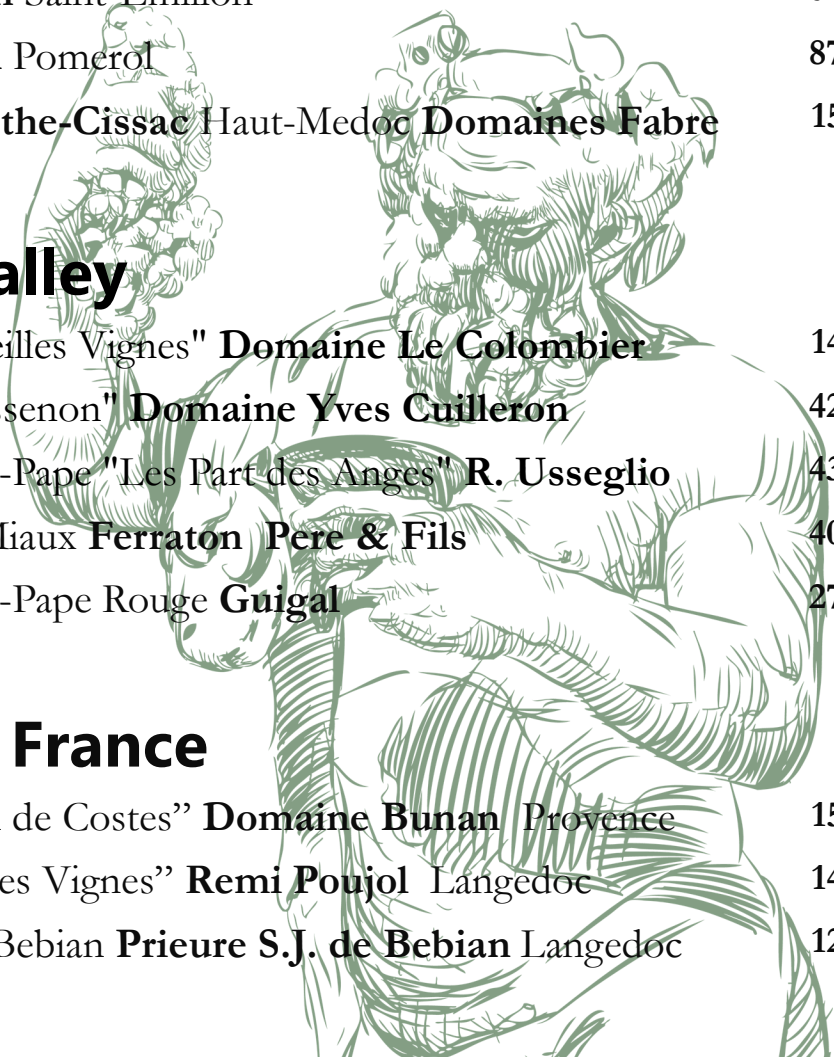 Pomerol 87
the-Cissac Haut-Medoc Domaines Fabre 15
alley
eilles Vignes" Domaine Le Colombier 14
ssenon" Domaine Yves Cuilleron 42
-Pape "Les Part des Anges" R. Usseglio 43
Miaux Ferraton Pere & Fils 40
-Pape Rouge Guigal 27
France
de Costes” Domaine Bunan Provence 15
es Vignes” Remi Poujol Langedoc 14
Bebian Prieure S.J. de Bebian Langedoc 12